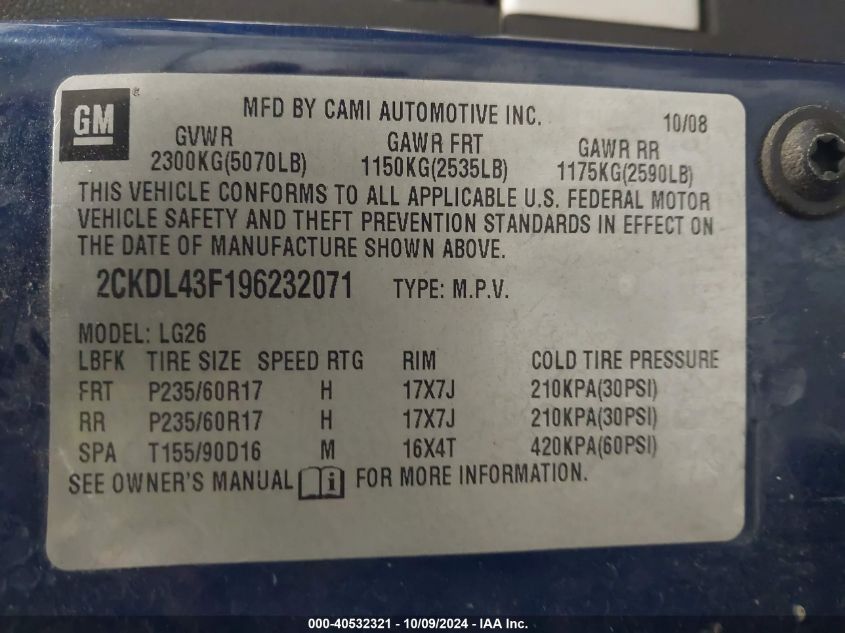 GM ®
MFD BY CAMI AUTOMOTIVE INC. 10/08
GVWR GAWR FRT GAWR RR
2300KG(5070LB) 1150KG(2535LB) 1175KG(2590LB)
THIS VEHICLE CONFORMS TO ALL APPLICABLE U.S. FEDERAL MOTOR
VEHICLE SAFETY AND THEFT PREVENTION STANDARDS IN EFFECT ON
THE DATE OF MANUFACTURE SHOWN ABOVE.
2CKDL43F196232071 TYPE: M.P.V.
MODEL: LG26
LBFK TIRE SIZE SPEED RTG RIM COLD TIRE PRESSURE
FRT P235/60R17 H 17X7J 210KPA(30PSI)
RR P235/60R17 H 17X7J 210KPA(30PSI)
SPA T155/90D16 M 16X4T 420KPA(60PSI)
SEE OWNER'S MANUAL i FOR MORE INFORMATION.
000-40532321 - 10/09/2024 - IAA Inc.